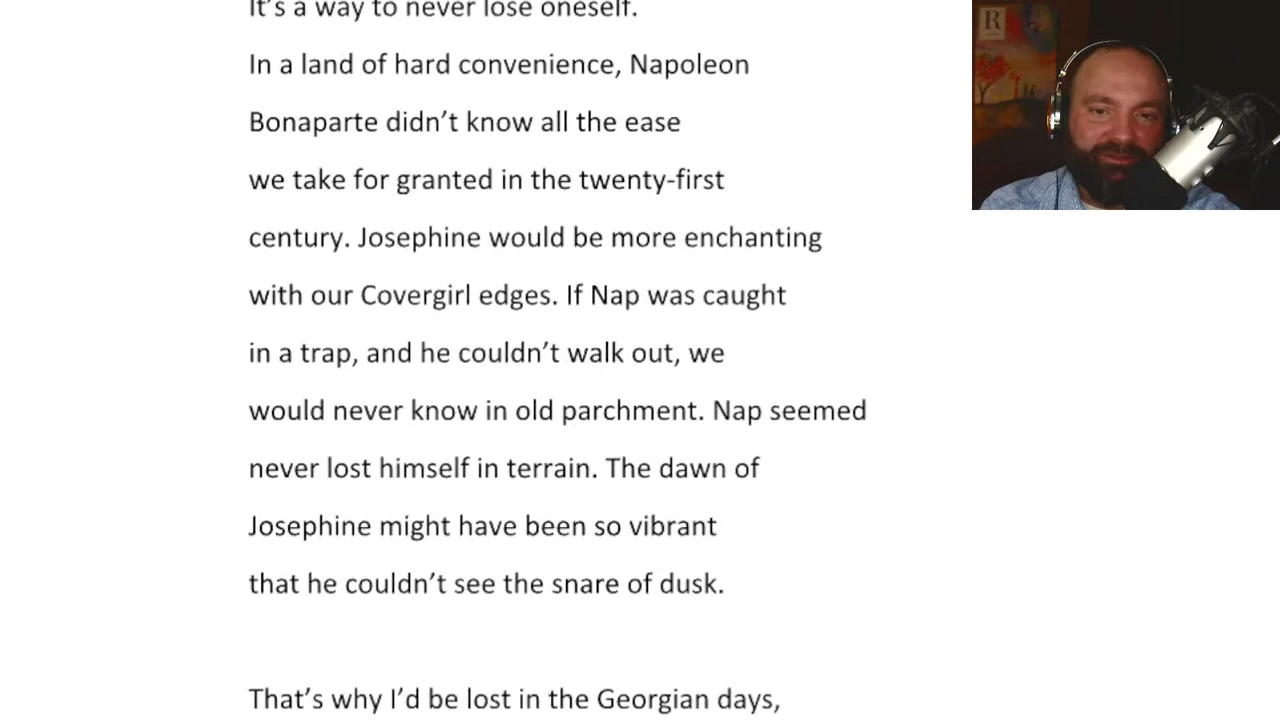 It's a way to never lose oneself.
In a land of hard convenience, Napoleon
Bonaparte didn't know all the ease
we take for granted in the twenty-first
century. Josephine would be more enchanting
with our Covergirl edges. If Nap was caught
in a trap, and he couldn't walk out, we
would never know in old parchment. Nap seemed
never lost himself in terrain. The dawn of
Josephine might have been so vibrant
that he couldn't see the snare of dusk.
That's why I'd be lost in the Georgian days,
R